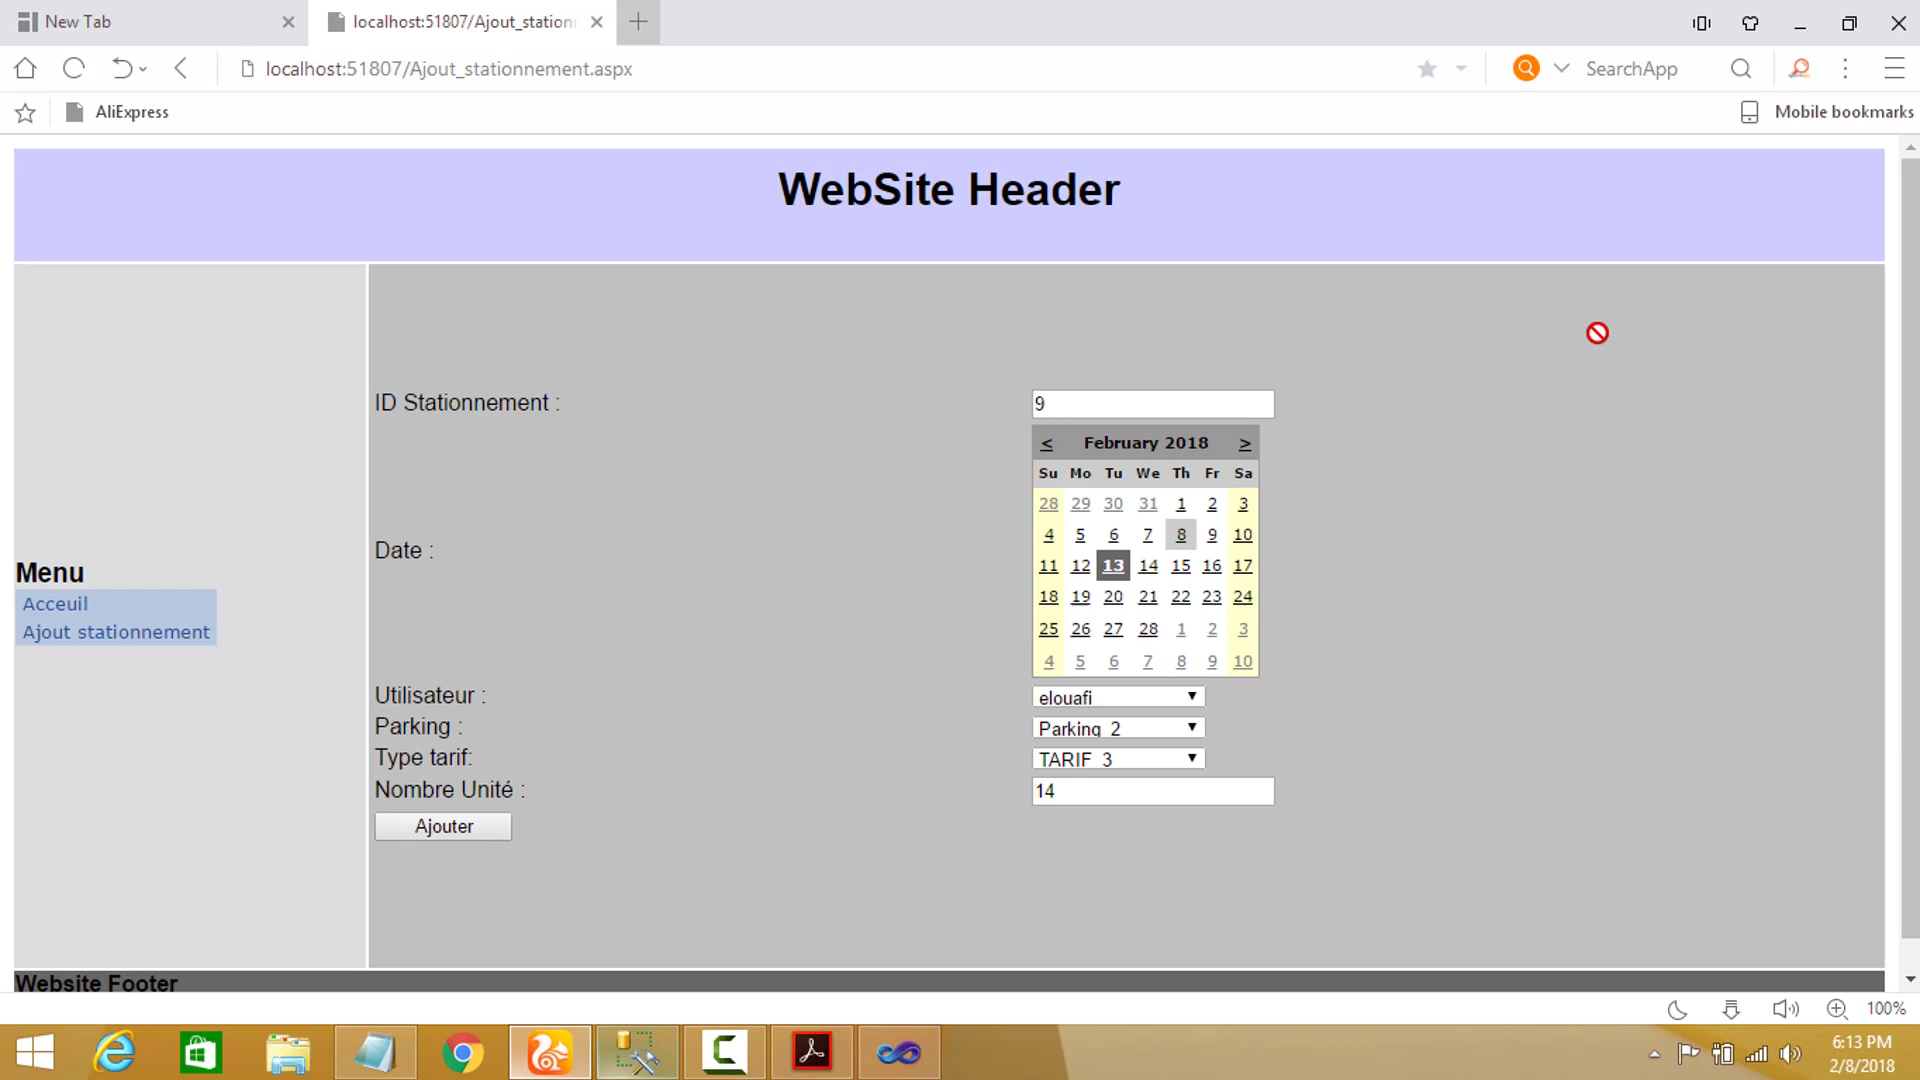 New Tab
localhost:51807/Ajout_station
localhost:51807/Ajout_stationnement.aspx
SearchApp
AliExpress
Mobile bookmarks
WebSite Header
ID Stationnement :
9
< February 2018 >
Su Mo Tu We Th Fr Sa
28 29 30 31 1 2 3
4 5 6 7 8 9 10
Date :
11 12 13 14 15 16 17
18 19 20 21 22 23 24
25 26 27 28 1 2 3
4 5 6 7 8 9 10
Menu
Acceuil
Ajout stationnement
Utilisateur :
elouafi
Parking :
Parking 2
Type tarif:
TARIF 3
Nombre Unité :
14
Ajouter
Website Footer
100%
6:13 PM
2/8/2018